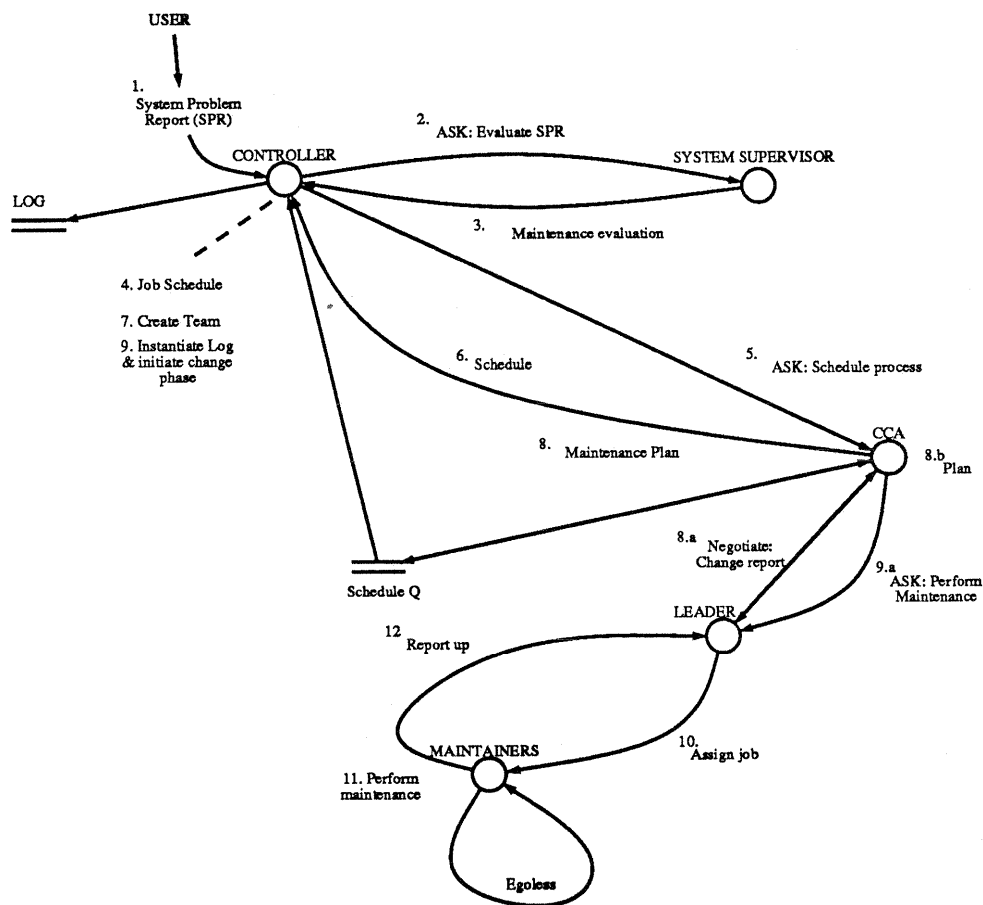 USER
1.
System Problem
Report (SPR)
2.
ASK: Evaluate SPR
CONTROLLER
SYSTEM SUPERVISOR
LOG
3.
Maintenance evaluation
4. Job Schedule
7. Create Team
9. Instantiate Log
& initiate change
phase
6. Schedule
5.
ASK: Schedule process
8.
Maintenance Plan
CCA
8.b
Plan
8.a
Negotiate:
Change report
9.a
ASK: Perform
Maintenance
Schedule Q
LEADER
12
Report up
10.
Assign job
MAINTAINERS
11. Perform
maintenance
Egoless